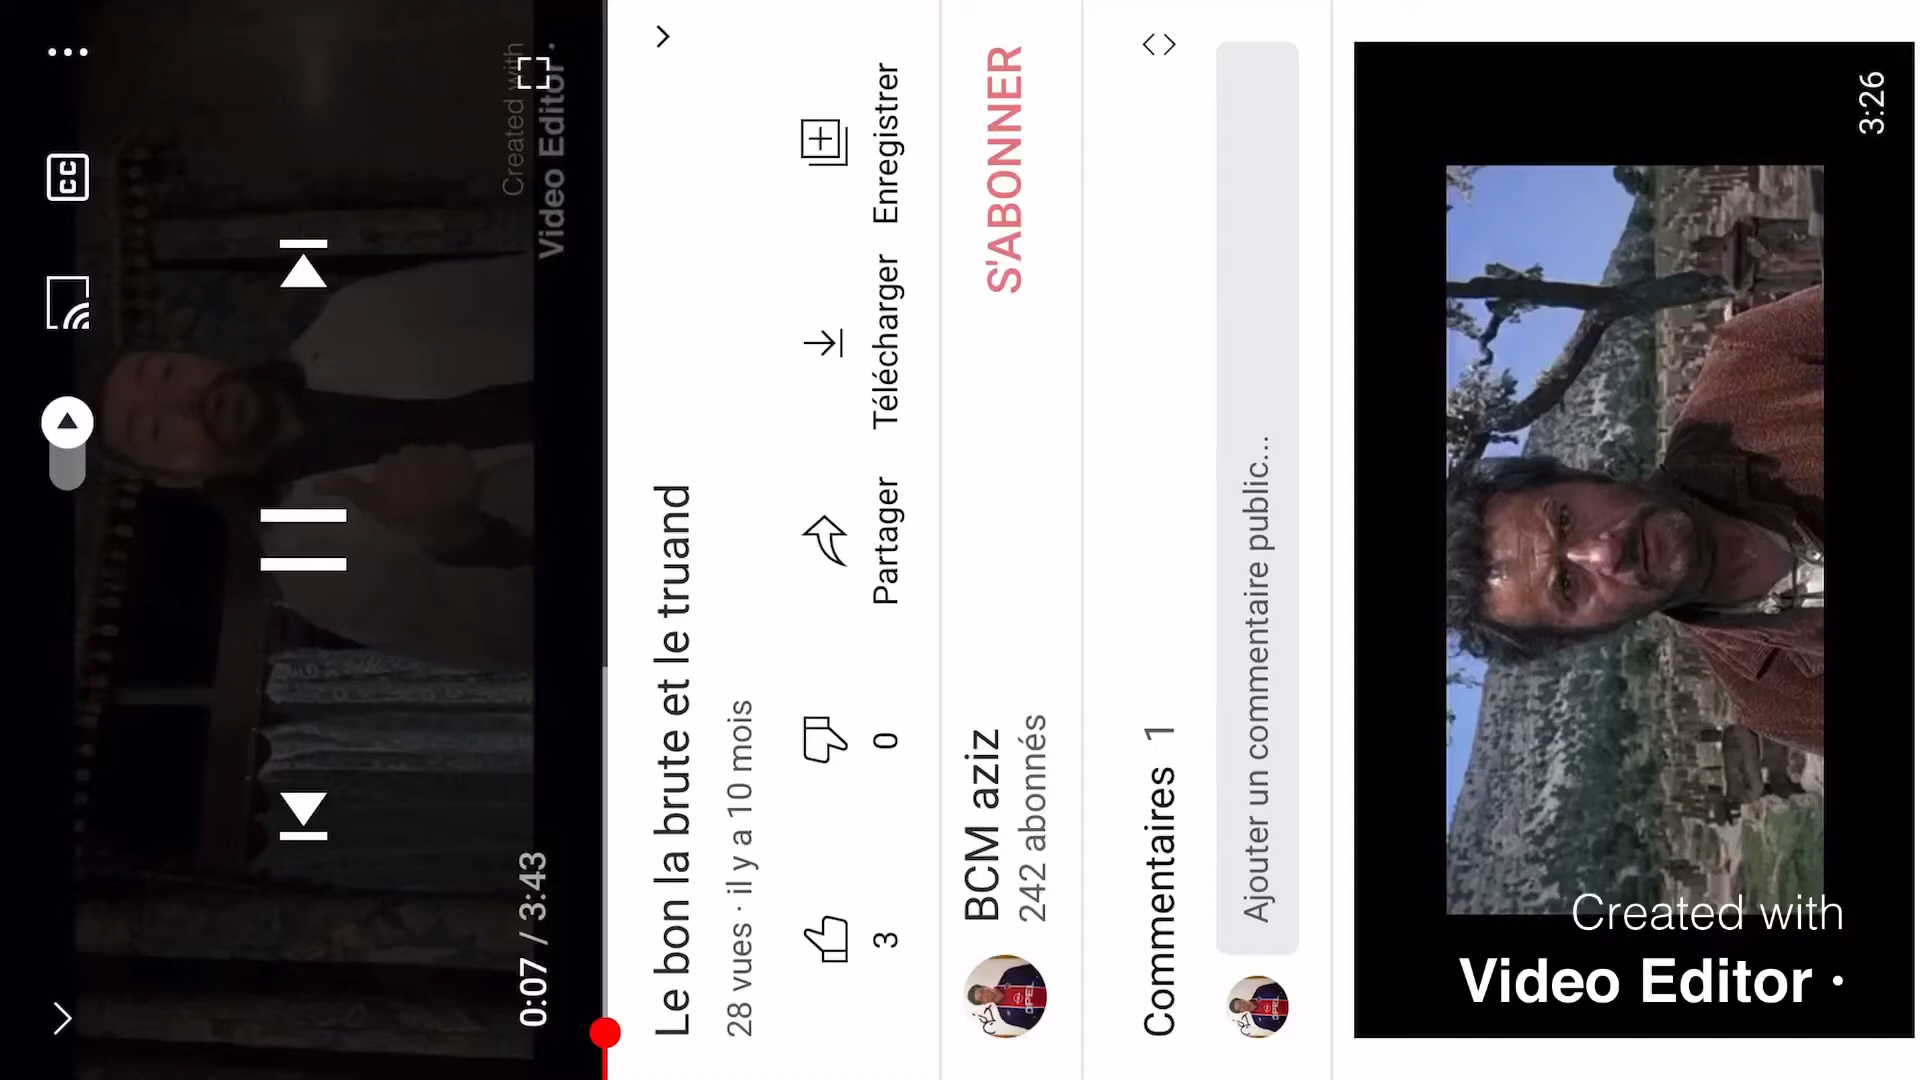 CC
Created with
Video Editor.
0:07 / 3:43
Le bon la brute et le truand
28 vues · il y a 10 mois
3
0
Partager
Télécharger
Enregistrer
BCM aziz
242 abonnés
S'ABONNER
Commentaires 1
Ajouter un commentaire public...
3:26
Created with
Video Editor ·